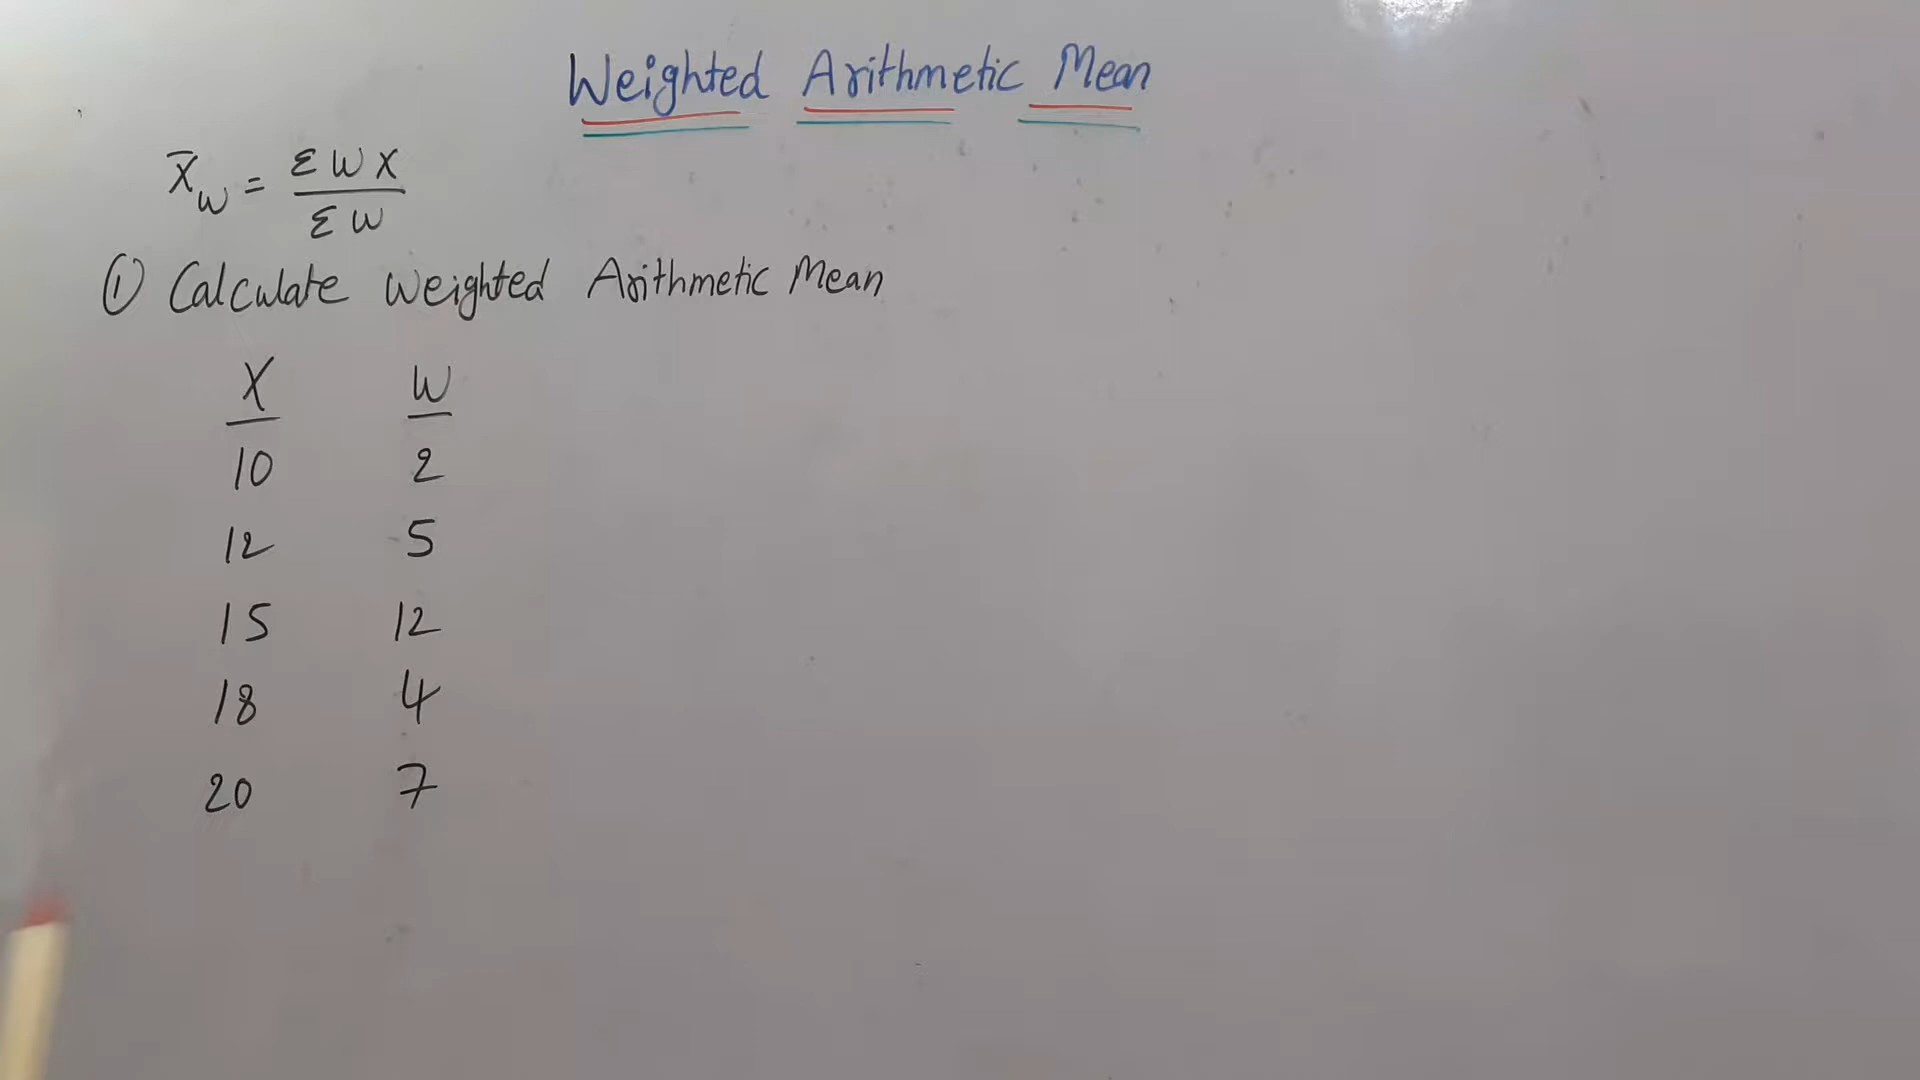 Weighted Arithmetic Mean
X̄w = ΣWX / ΣW
① Calculate Weighted Arithmetic Mean
X W
10 2
12 5
15 12
18 4
20 7